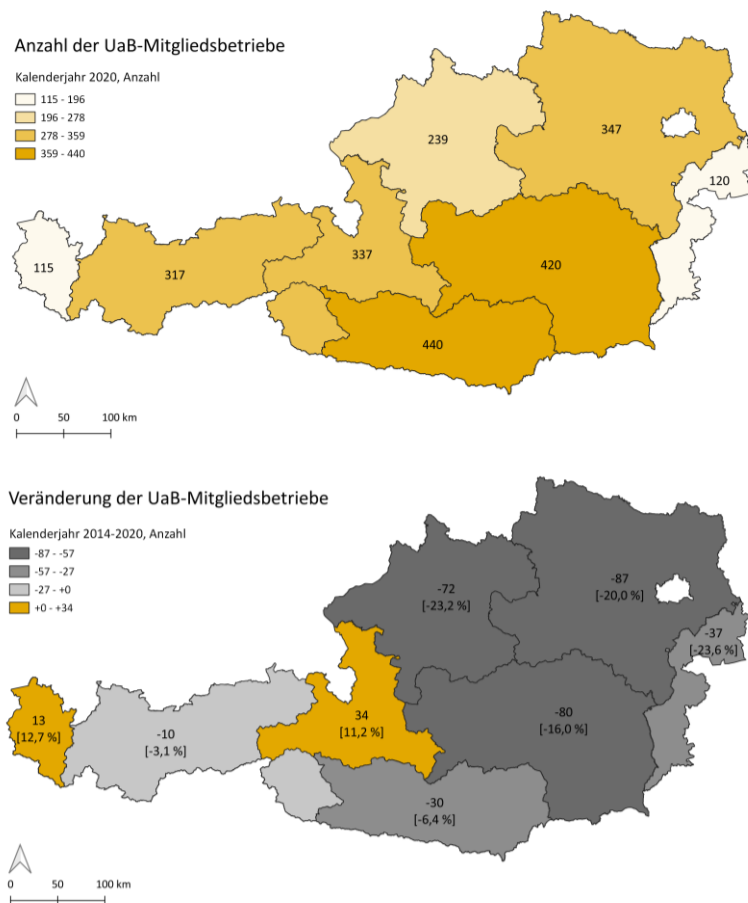 Anzahl der UaB-Mitgliedsbetriebe
Kalenderjahr 2020, Anzahl
115 - 196
196 - 278
278 - 359
359 - 440
239
347
120
115
317
337
420
440
0 50 100 km
Veränderung der UaB-Mitgliedsbetriebe
Kalenderjahr 2014-2020, Anzahl
-87 - -57
-57 - -27
-27 - +0
+0 - +34
-72
[-23,2 %]
-87
[-20,0 %]
-37
[-23,6 %]
13
[12,7 %]
-10
[-3,1 %]
34
[11,2 %]
-80
[-16,0 %]
-30
[-6,4 %]
0 50 100 km